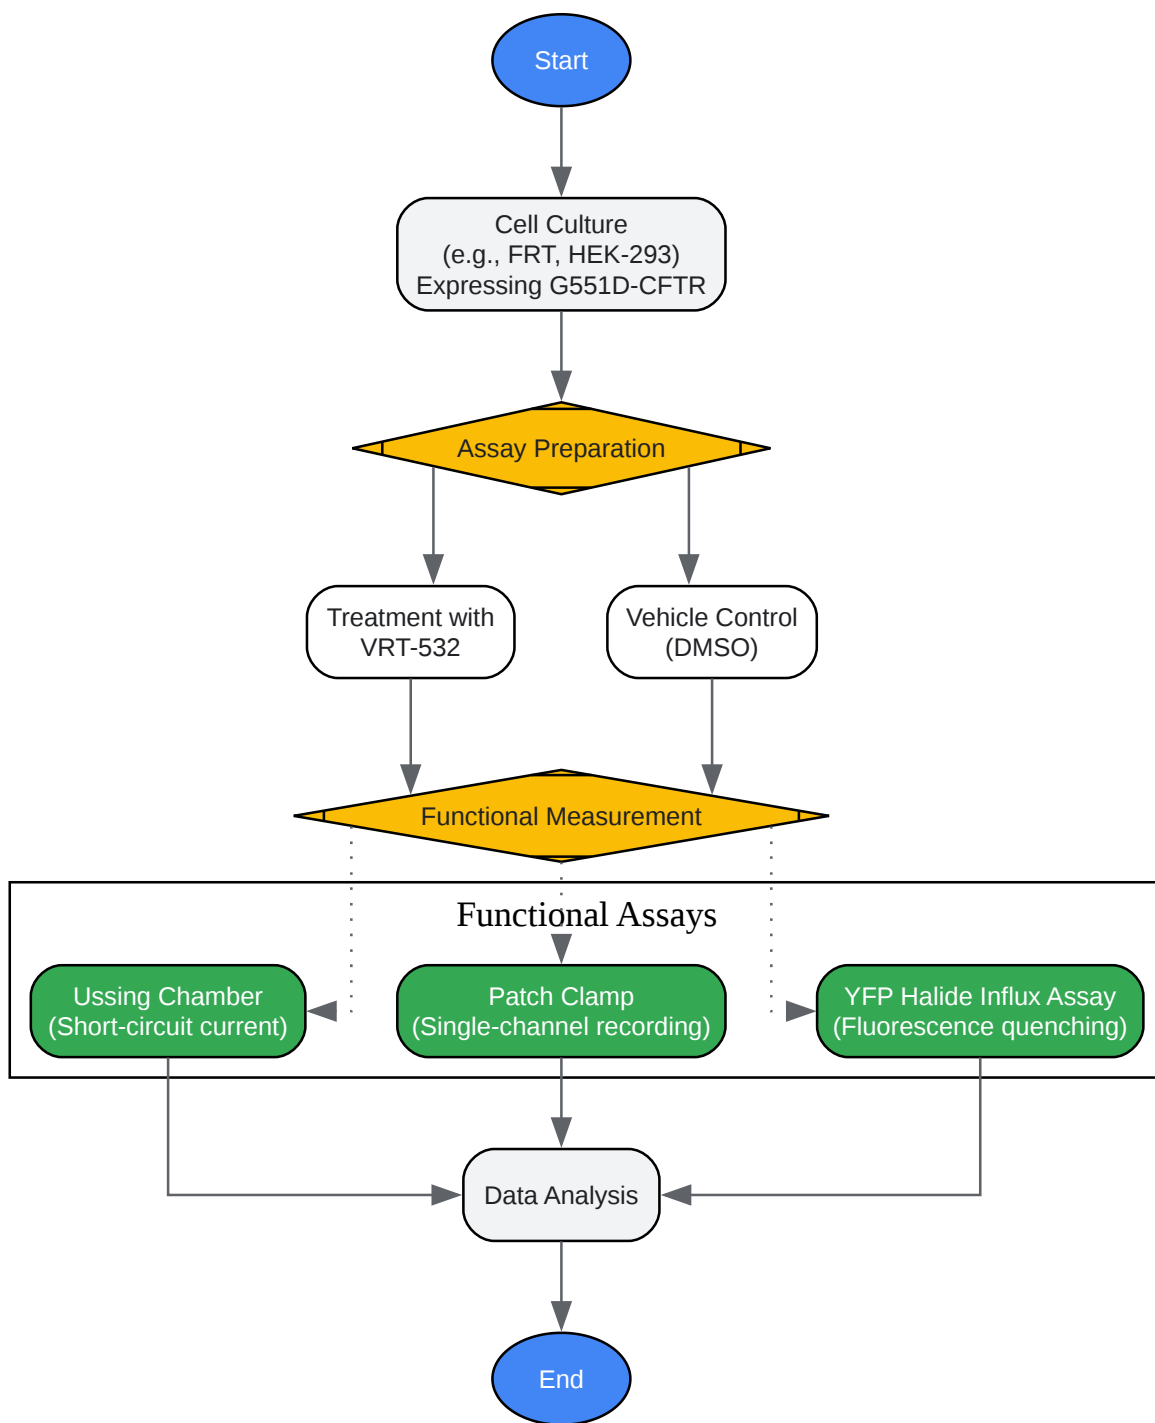 Start
Cell Culture
(e.g., FRT, HEK-293)
Expressing G551D-CFTR
Assay Preparation
Treatment with
VRT-532
Vehicle Control
(DMSO)
Functional Measurement
Functional Assays
Ussing Chamber
(Short-circuit current)
Patch Clamp
(Single-channel recording)
YFP Halide Influx Assay
(Fluorescence quenching)
Data Analysis
End